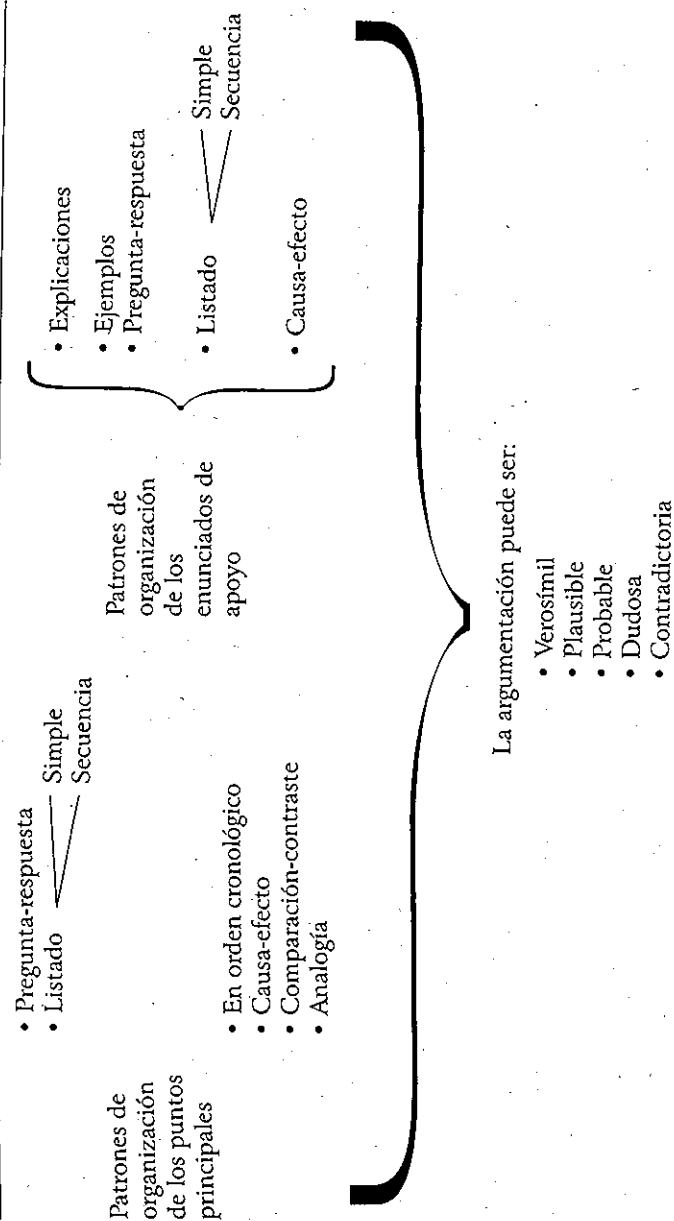 Patrones de
organización
de los puntos
principales
• Pregunta-respuesta
• Listado
Simple
Secuencia
• En orden cronológico
• Causa-efecto
• Comparación-contraste
• Analogía
Patrones de
organización
de los
enunciados de
apoyo
• Explicaciones
• Ejemplos
• Pregunta-respuesta
• Listado
Simple
Secuencia
• Causa-efecto
La argumentación puede ser:
• Verosímil
• Plausible
• Probable
• Dudosa
• Contradictoria